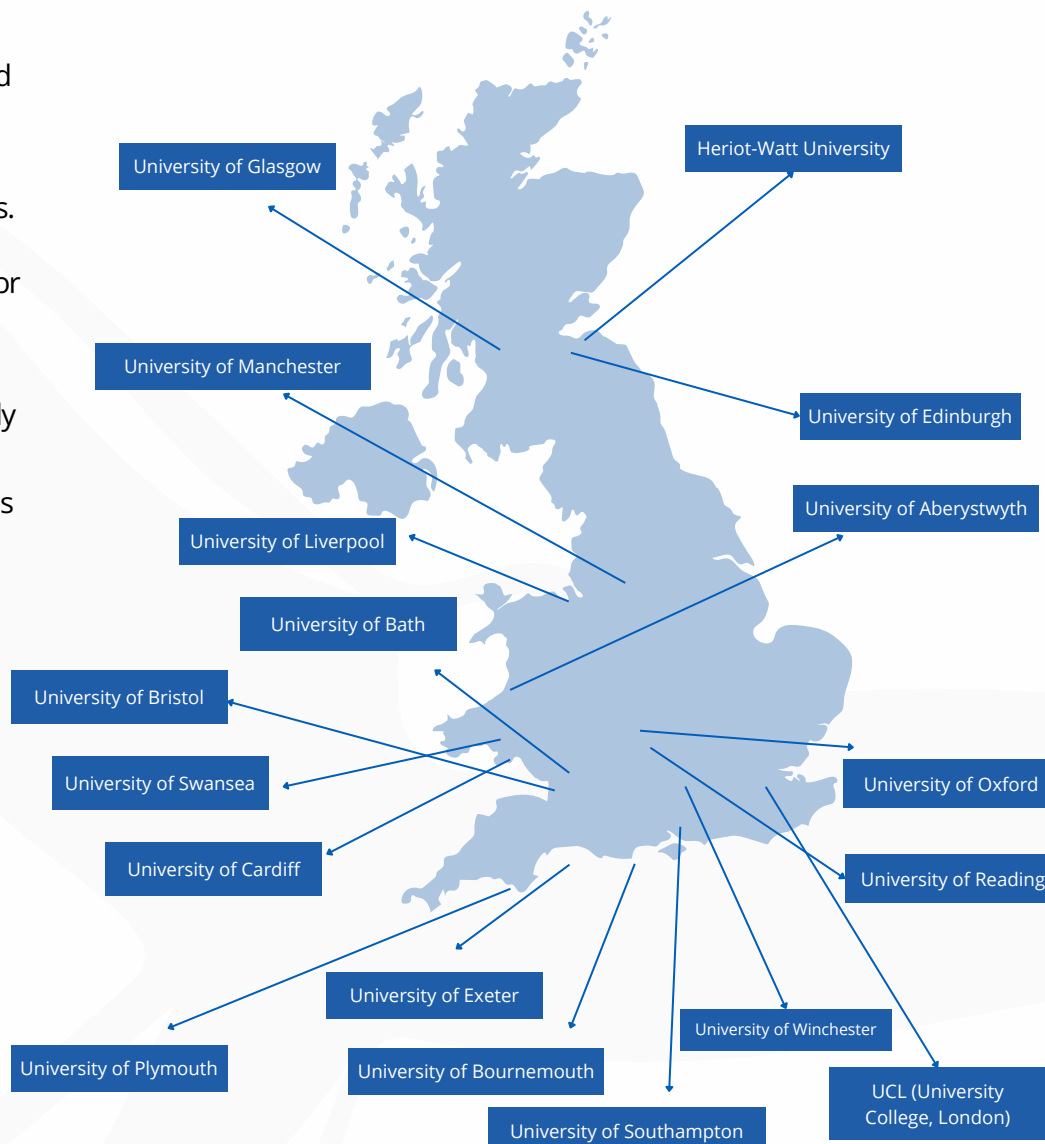 d
s.
or
ly
s
University of Glasgow
Heriot-Watt University
University of Manchester
University of Edinburgh
University of Aberystwyth
University of Liverpool
University of Bath
University of Bristol
University of Swansea
University of Oxford
University of Cardiff
University of Reading
University of Exeter
University of Winchester
University of Plymouth
University of Bournemouth
UCL (University
College, London)
University of Southampton